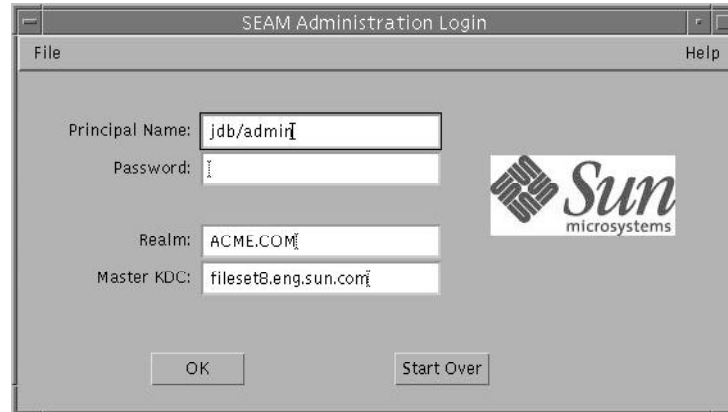 SEAM Administration Login
File Help
Principal Name: jdb/admin
Password:
Sun
microsystems
Realm: ACME.COM
Master KDC: fileset8.eng.sun.com
OK Start Over